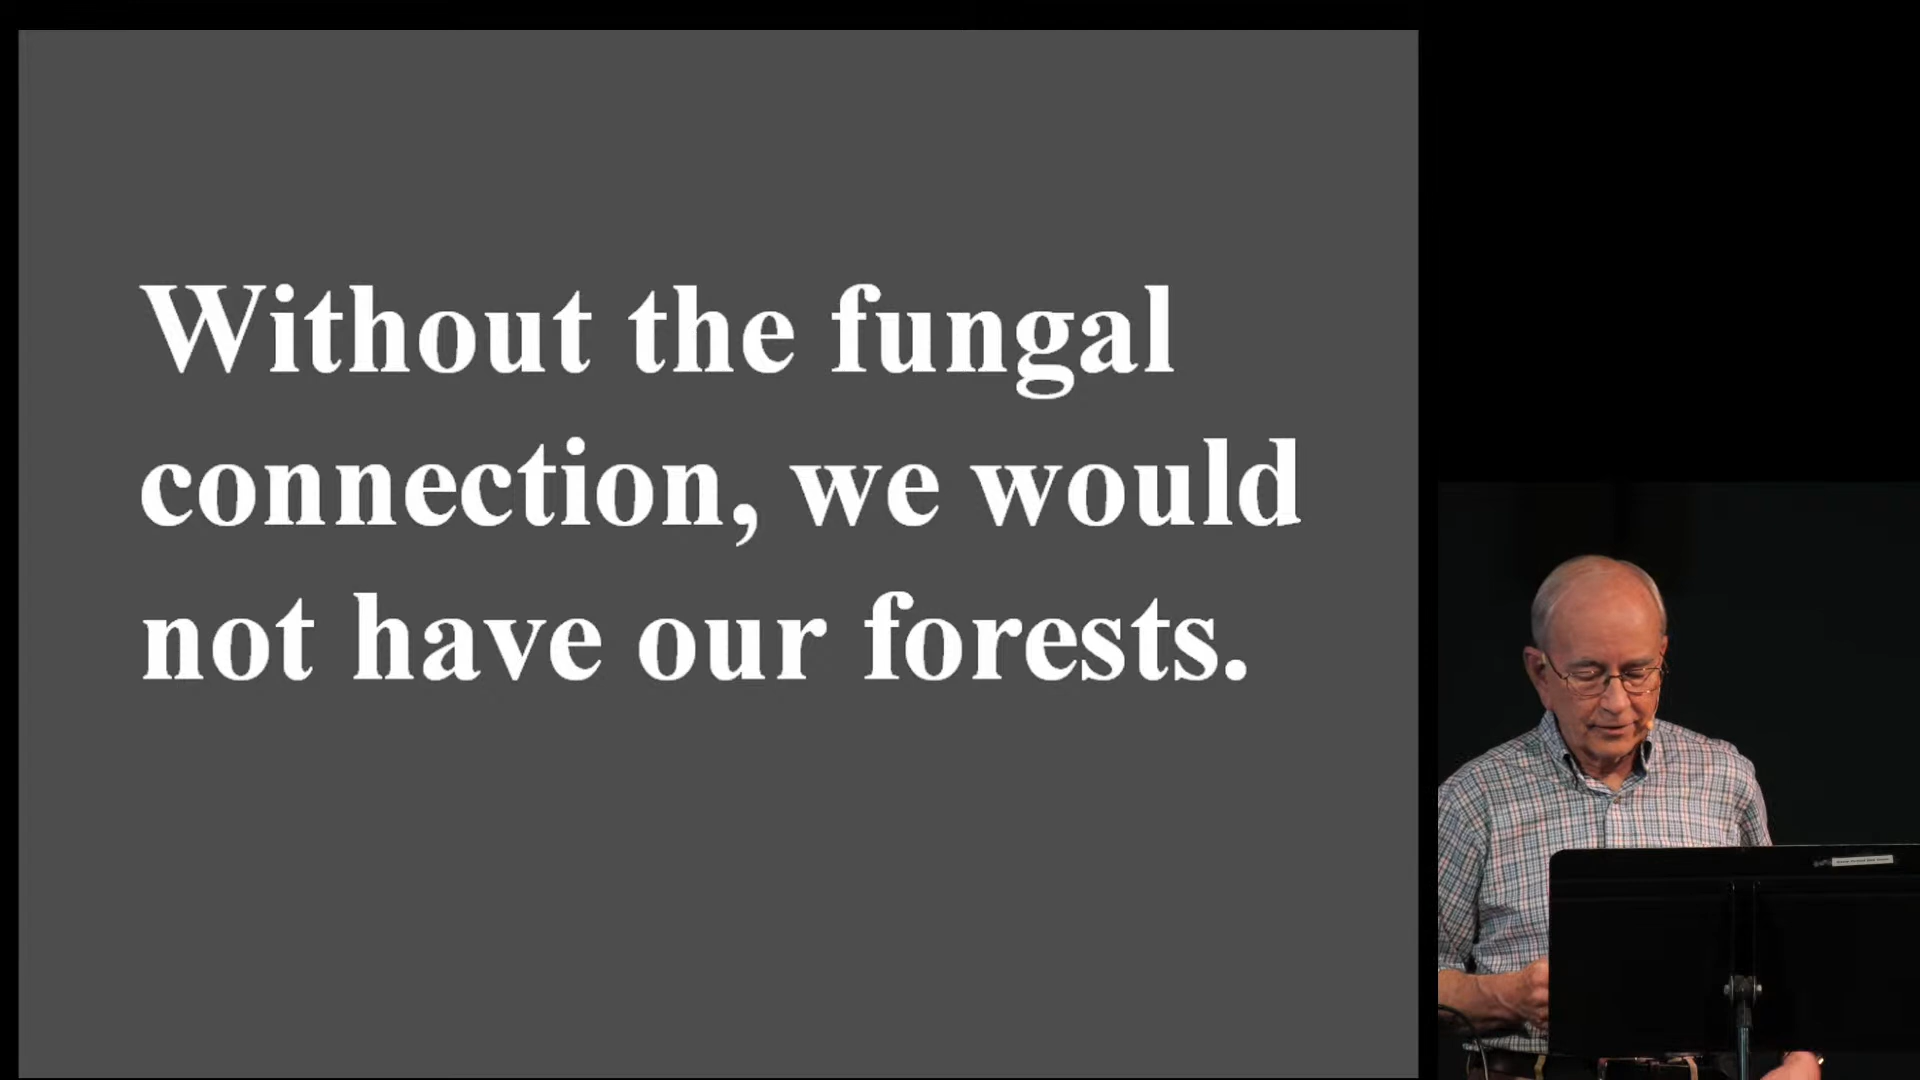 Without the fungal
connection, we would
not have our forests.